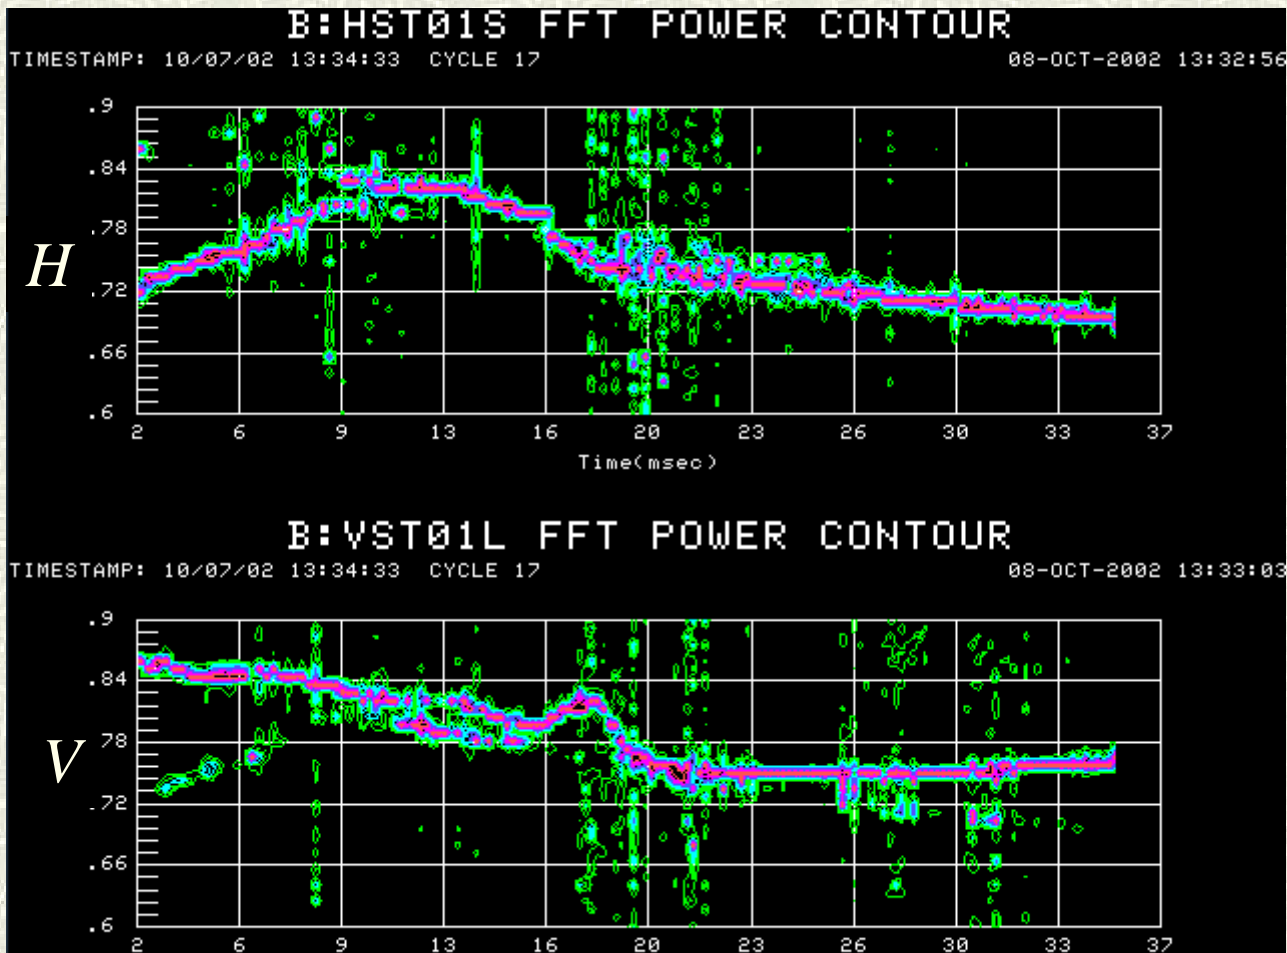 B:HST01S FFT POWER CONTOUR
TIMESTAMP: 10/07/02 13:34:33 CYCLE 17 08-OCT-2002 13:32:56
.9
.84
.78
H
.72
.66
.6
2 6 9 13 16 20 23 26 30 33 37
Time(msec)
B:VST01L FFT POWER CONTOUR
TIMESTAMP: 10/07/02 13:34:33 CYCLE 17 08-OCT-2002 13:33:03
.9
.84
.78
V
.72
.66
.6
2 6 9 13 16 20 23 26 30 33 37